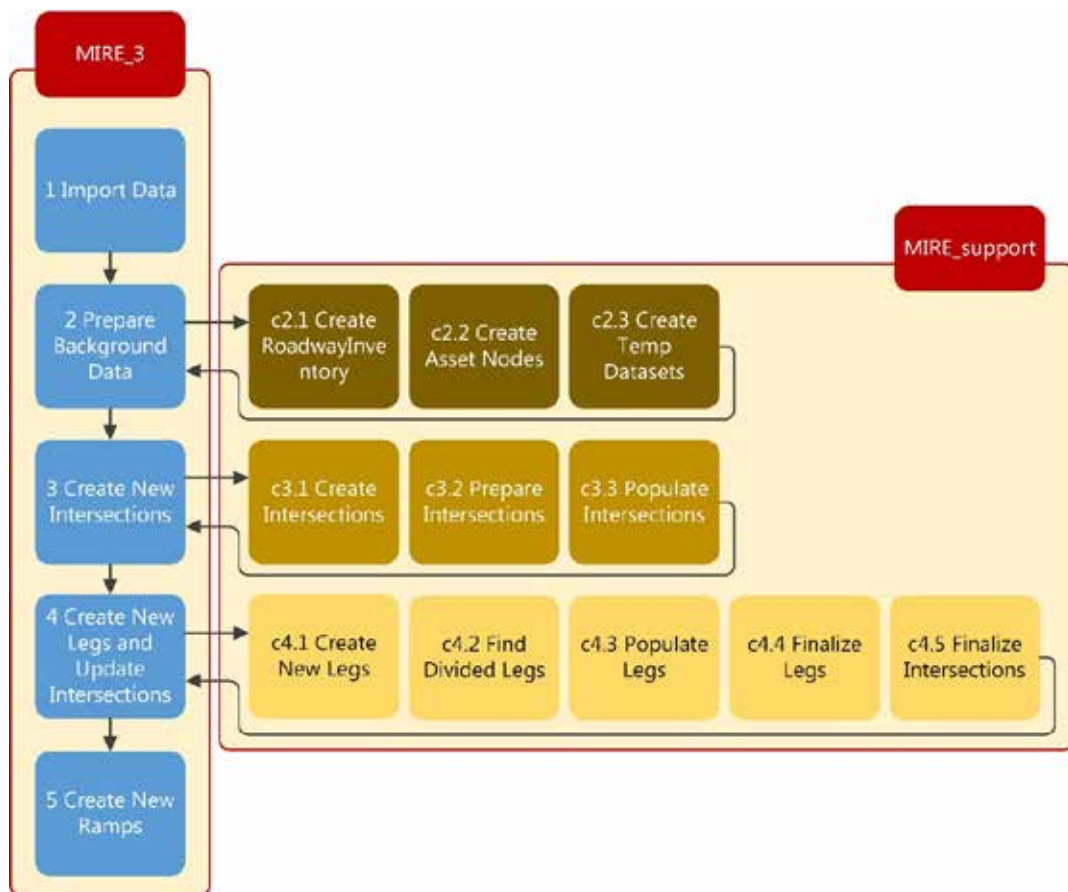 MIRE_3
1 Import Data
MIRE_support
2 Prepare
Background
Data
c2.1 Create
RoadwayInve
ntory
c2.2 Create
Asset Nodes
c2.3 Create
Temp
Datasets
3 Create New
Intersections
c3.1 Create
Intersections
c3.2 Prepare
Intersections
c3.3 Populate
Intersections
4 Create New
Legs and
Update
Intersections
c4.1 Create
New Legs
c4.2 Find
Divided Legs
c4.3 Populate
Legs
c4.4 Finalize
Legs
c4.5 Finalize
Intersections
5 Create New
Ramps